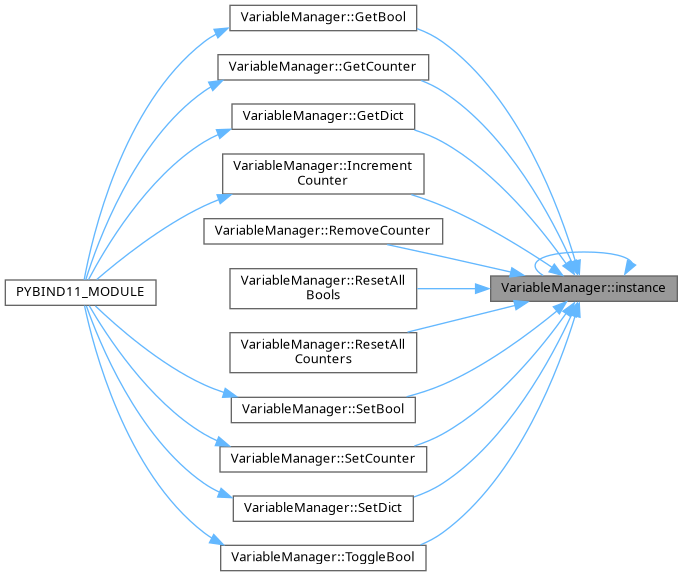 VariableManager::GetBool
VariableManager::GetCounter
VariableManager::GetDict
VariableManager::Increment
Counter
VariableManager::RemoveCounter
PYBIND11_MODULE
VariableManager::ResetAll
Bools
VariableManager::instance
VariableManager::ResetAll
Counters
VariableManager::SetBool
VariableManager::SetCounter
VariableManager::SetDict
VariableManager::ToggleBool